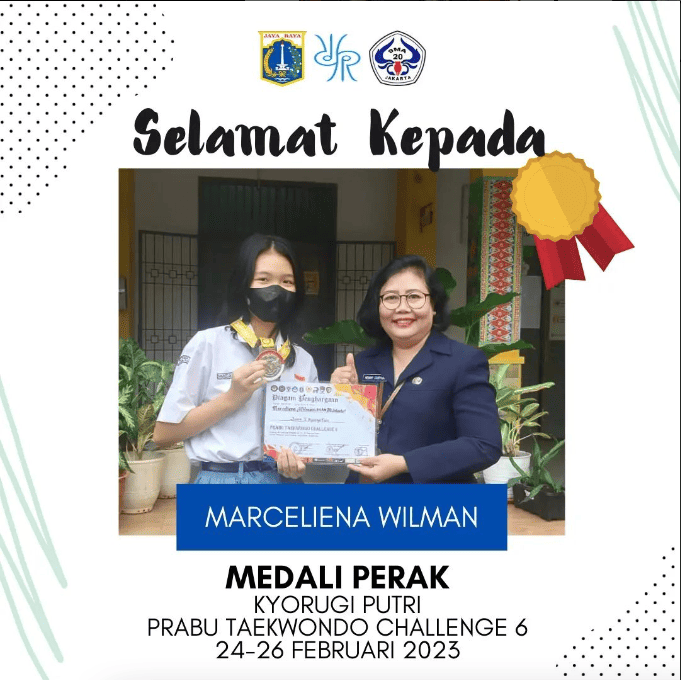 JAYA RAYA
SMA
20
JAKARTA
Selamat Kepada
Piagam Penghargaan
PRABU TAEKWONDO CHALLENGE 6
MARCELIENA WILMAN
MEDALI PERAK
KYORUGI PUTRI
PRABU TAEKWONDO CHALLENGE 6
24-26 FEBRUARI 2023